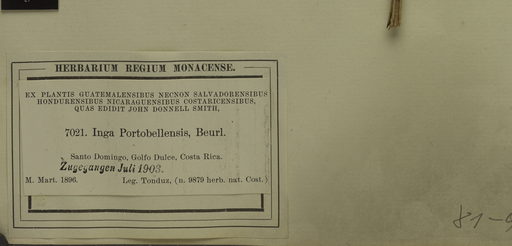 HERBARIUM REGIUM MONACENSE.
EX PLANTIS GUATEMALENSIBUS NECNON SALVADORENSIBUS
HONDURENSIBUS NICARAGUENSIBUS COSTARICENSIBUS,
QUAS EDIDIT JOHN DONNELL SMITH,
7021. Inga Portobellensis, Beurl.
Santo Domingo, Golfo Dulce, Costa Rica.
Zugegangen Juli 1903.
M. Mart. 1896. Leg. Tonduz, (n. 9879 herb. nat. Cost.)